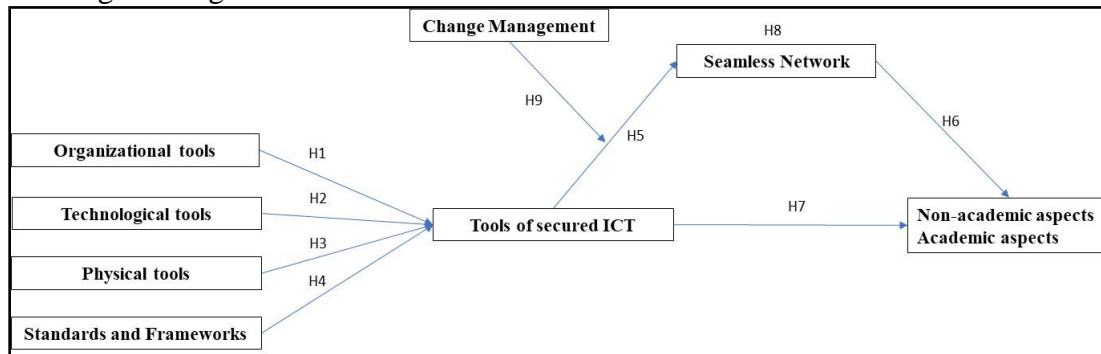 Change Management
H8
Seamless Network
H9
H5
H6
Organizational tools
H1
Technological tools
H2
Tools of secured ICT
H7
Non-academic aspects
Academic aspects
Physical tools
H3
H4
Standards and Frameworks